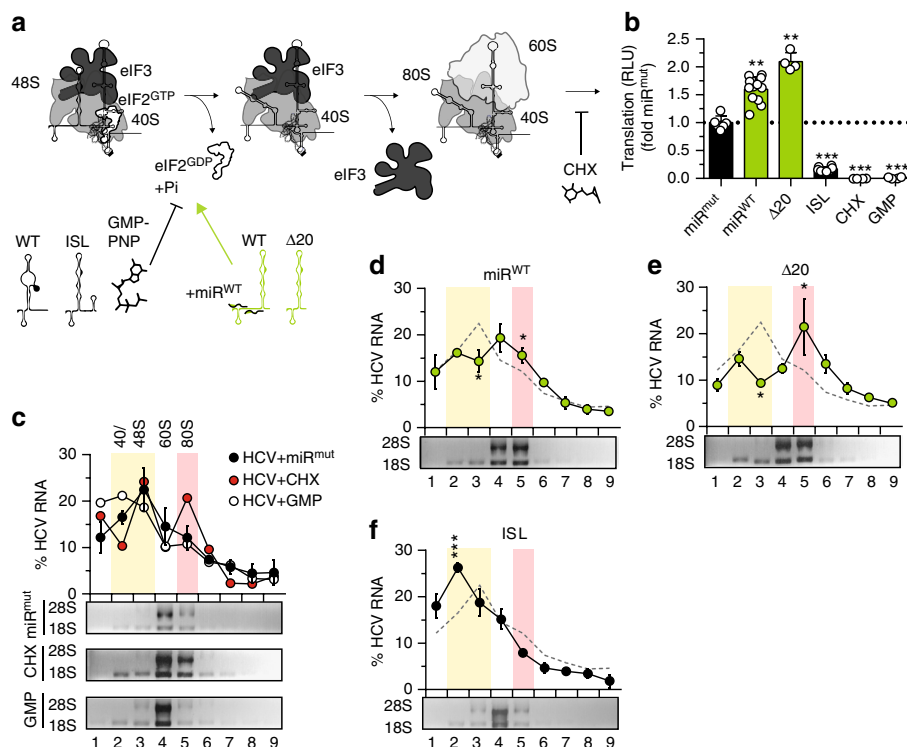 a
48S
eIF3
eIF2GTP
40S
eIF2GDP
+Pi
eIF3
40S
eIF3
80S
60S
40S
CHX
WT
ISL
GMP-
PNP
+miRWT
WT
Δ20
b
Translation (RLU)
(fold miRmut)
2.5
2.0
1.5
1.0
0.5
0.0
**
**
***
***
***
miRmut
miRWT
Δ20
ISL
CHX
GMP
c
40/
48S
60S
80S
HCV+miRmut
HCV+CHX
HCV+GMP
% HCV RNA
30
20
10
0
miRmut
28S
18S
CHX
28S
18S
GMP
28S
18S
1 2 3 4 5 6 7 8 9
d
miRWT
% HCV RNA
30
20
10
0
*
*
28S
18S
1 2 3 4 5 6 7 8 9
e
Δ20
% HCV RNA
30
20
10
0
*
*
28S
18S
1 2 3 4 5 6 7 8 9
f
ISL
% HCV RNA
30
20
10
0
***
28S
18S
1 2 3 4 5 6 7 8 9